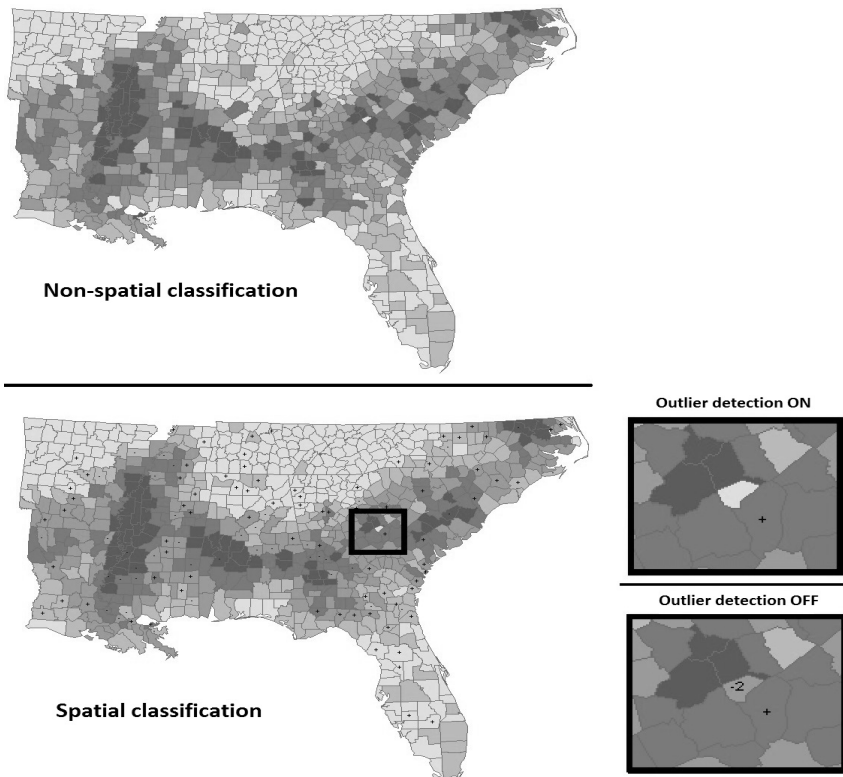 Non-spatial classification
Outlier detection ON
+
Outlier detection OFF
-2
+
Spatial classification